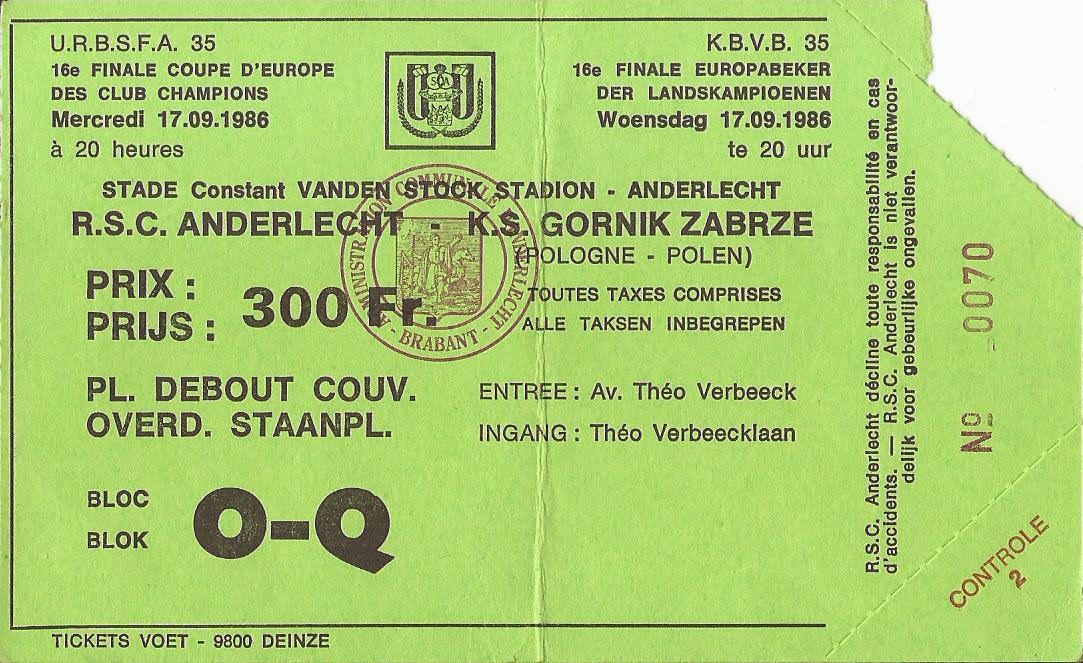 U.R.B.S.F.A. 35
16e FINALE COUPE D'EUROPE
DES CLUB CHAMPIONS
Mercredi 17.09.1986
à 20 heures
K.B.V.B. 35
16e FINALE EUROPABEKER
DER LANDSKAMPIOENEN
Woensdag 17.09.1986
te 20 uur
STADE Constant VANDEN STOCK STADION - ANDERLECHT
R.S.C. ANDERLECHT - K.S. GORNIK ZABRZE
(POLOGNE - POLEN)
PRIX :
PRIJS :
300 Fr.
TOUTES TAXES COMPRISES
ALLE TAKSEN INBEGREPEN
ADMINISTRATION COMMUNALE D'ANDERLECHT
- BRABANT -
PL. DEBOUT COUV.
OVERD. STAANPL.
ENTREE : Av. Théo Verbeeck
INGANG : Théo Verbeecklaan
BLOC
BLOK
O-Q
TICKETS VOET - 9800 DEINZE
R.S.C. Anderlecht décline toute responsabilité en cas
d'accidents. — R.S.C. Anderlecht is niet verantwoor-
delijk voor gebeurlijke ongevallen.
Nº 0070
CONTROLE
2